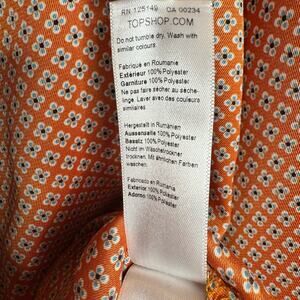 RN 125149 CA 00234
TOPSHOP.COM
Do not tumble dry. Wash with
similar colours.
Fabriqué en Roumanie
Extérieur 100% Polyester
Garniture 100% Polyester
Ne pas faire sécher au sèche-
linge. Laver avec des couleurs
similaires
Hergestellt in Rumänien
Aussenseite 100% Polyester
Besatz 100% Polyester
Nicht im Wäschetrockner
trocknen. Mit ähnlichen Farben
waschen.
Fabricado en Rumania
Exterior 100% Polyester
Adorno 100% Polyester